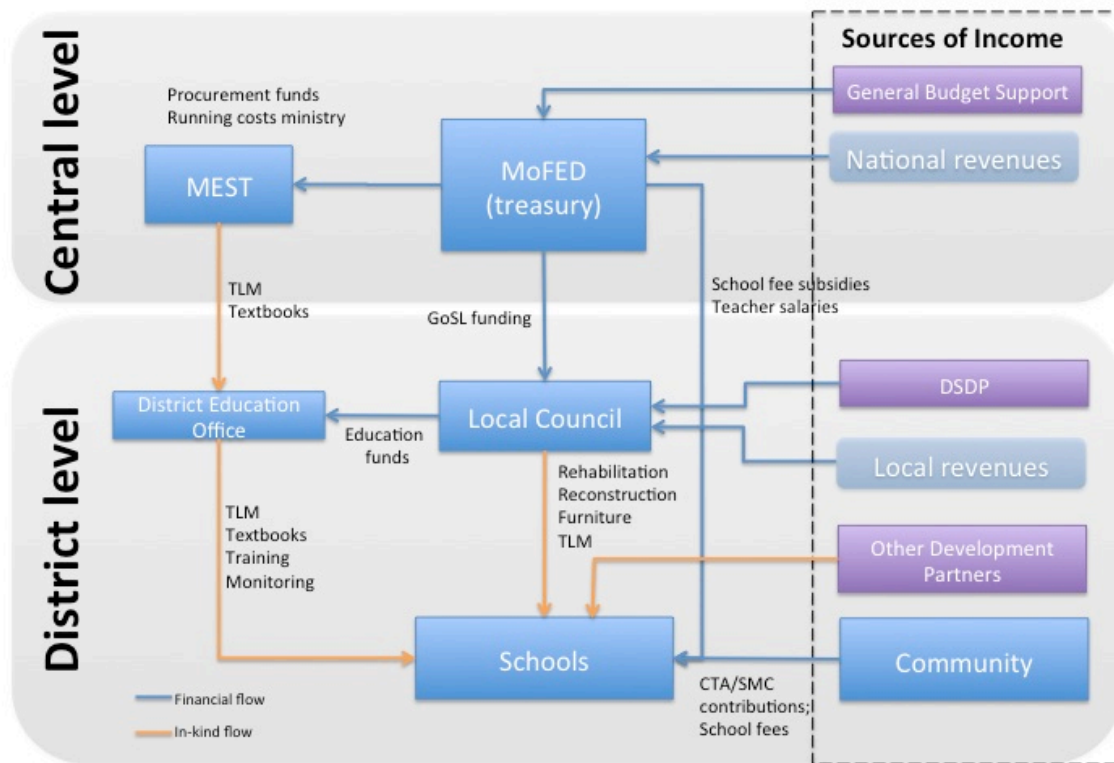 Central level
Sources of Income
General Budget Support
National revenues
Procurement funds
Running costs ministry
MEST
MoFED
(treasury)
TLM
Textbooks
GoSL funding
School fee subsidies
Teacher salaries
District level
District Education
Office
Education
funds
Local Council
DSDP
Local revenues
Rehabilitation
Reconstruction
Furniture
TLM
TLM
Textbooks
Training
Monitoring
Other Development
Partners
Schools
Community
CTA/SMC
contributions;
School fees
Financial flow
In-kind flow